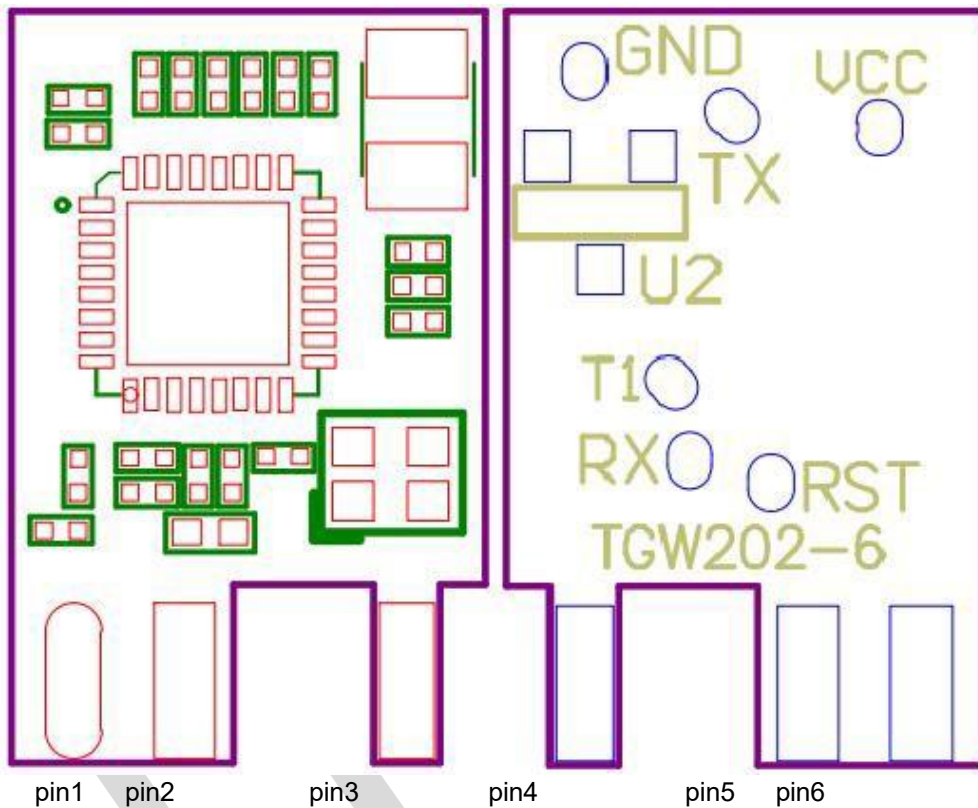 GND
VCC
TX
U2
T1
RX
RST
TGW202-6
pin1 pin2 pin3 pin4 pin5 pin6